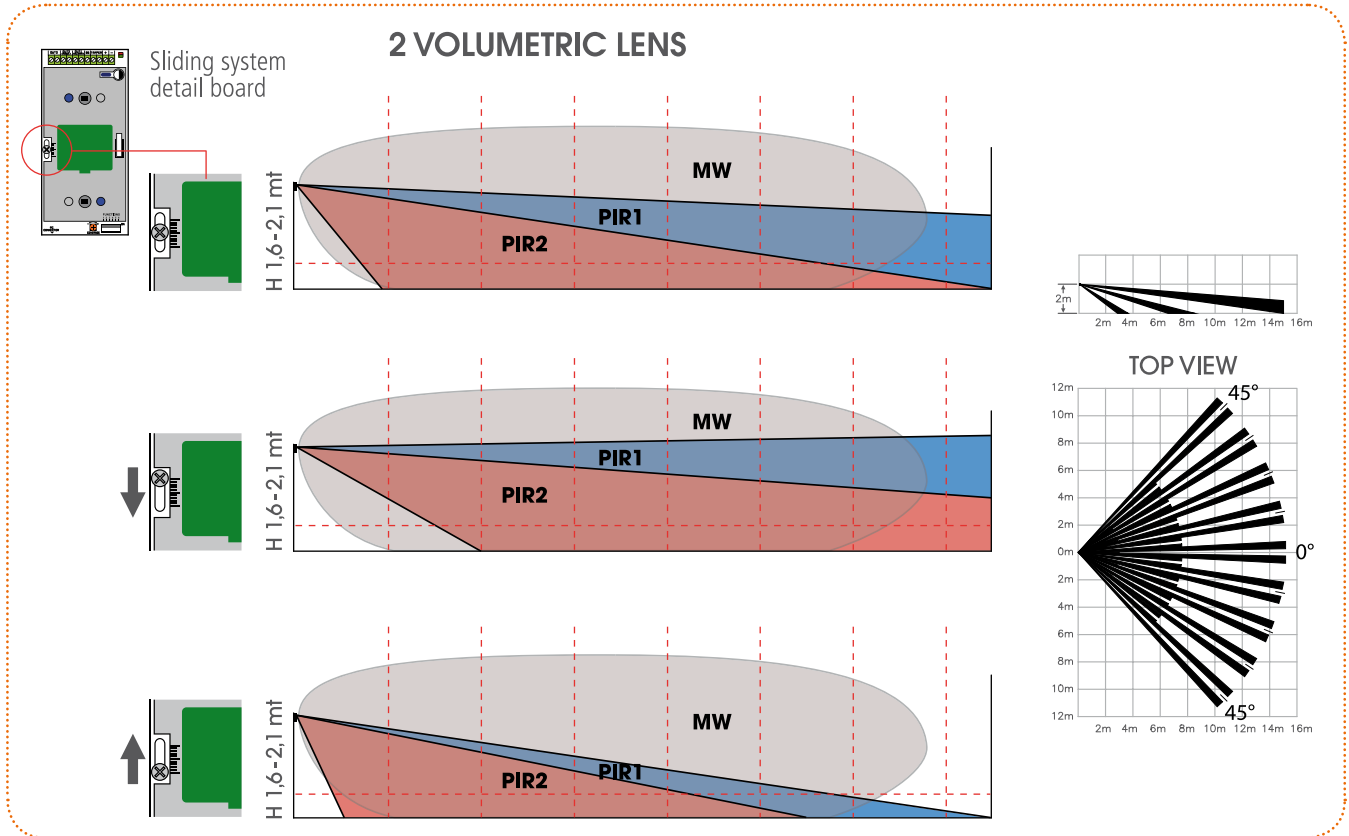 2 VOLUMETRIC LENS
Sliding system
detail board
FUNCTIONS
H 1,6-2,1 mt
MW
PIR1
PIR2
H 1,6-2,1 mt
MW
PIR1
PIR2
H 1,6-2,1 mt
MW
PIR1
PIR2
2m
2m 4m 6m 8m 10m 12m 14m 16m
TOP VIEW
12m
10m
8m
6m
4m
2m
0m
2m
4m
6m
8m
10m
12m
45°
0°
45°
2m 4m 6m 8m 10m 12m 14m 16m